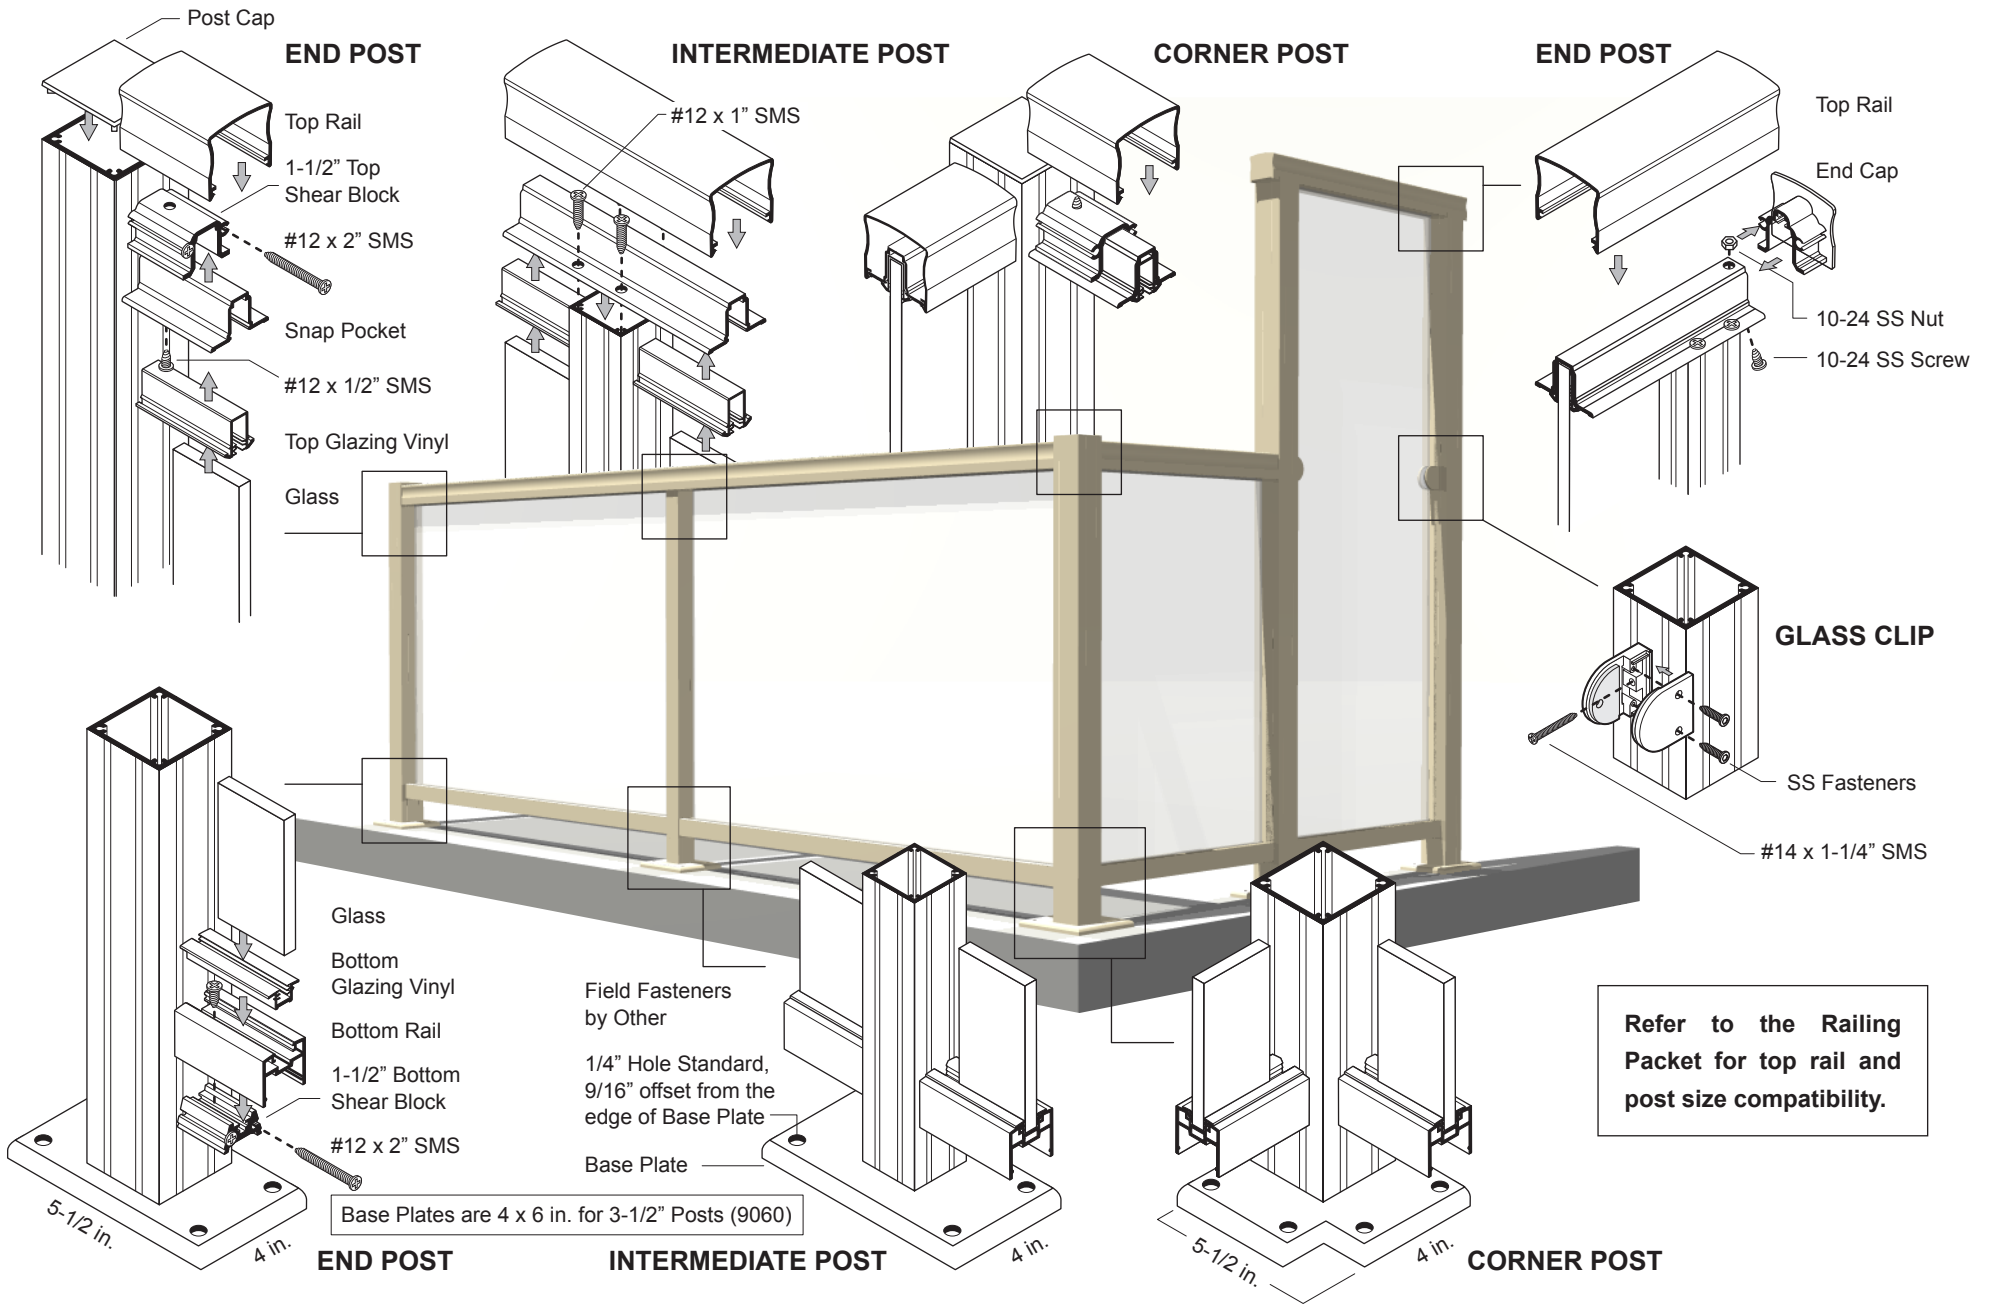 Post Cap
END POST
Top Rail
1-1/2” Top
Shear Block
#12 x 2” SMS
Snap Pocket
#12 x 1/2” SMS
Top Glazing Vinyl
Glass
INTERMEDIATE POST
#12 x 1” SMS
CORNER POST
END POST
Top Rail
End Cap
10-24 SS Nut
10-24 SS Screw
GLASS CLIP
SS Fasteners
#14 x 1-1/4” SMS
Glass
Bottom
Glazing Vinyl
Bottom Rail
1-1/2” Bottom
Shear Block
#12 x 2” SMS
5-1/2 in.
4 in.
END POST
Base Plates are 4 x 6 in. for 3-1/2” Posts (9060)
Field Fasteners
by Other
1/4” Hole Standard,
9/16” offset from the
edge of Base Plate
Base Plate
4 in.
INTERMEDIATE POST
5-1/2 in.
4 in.
CORNER POST
Refer to the Railing
Packet for top rail and
post size compatibility.